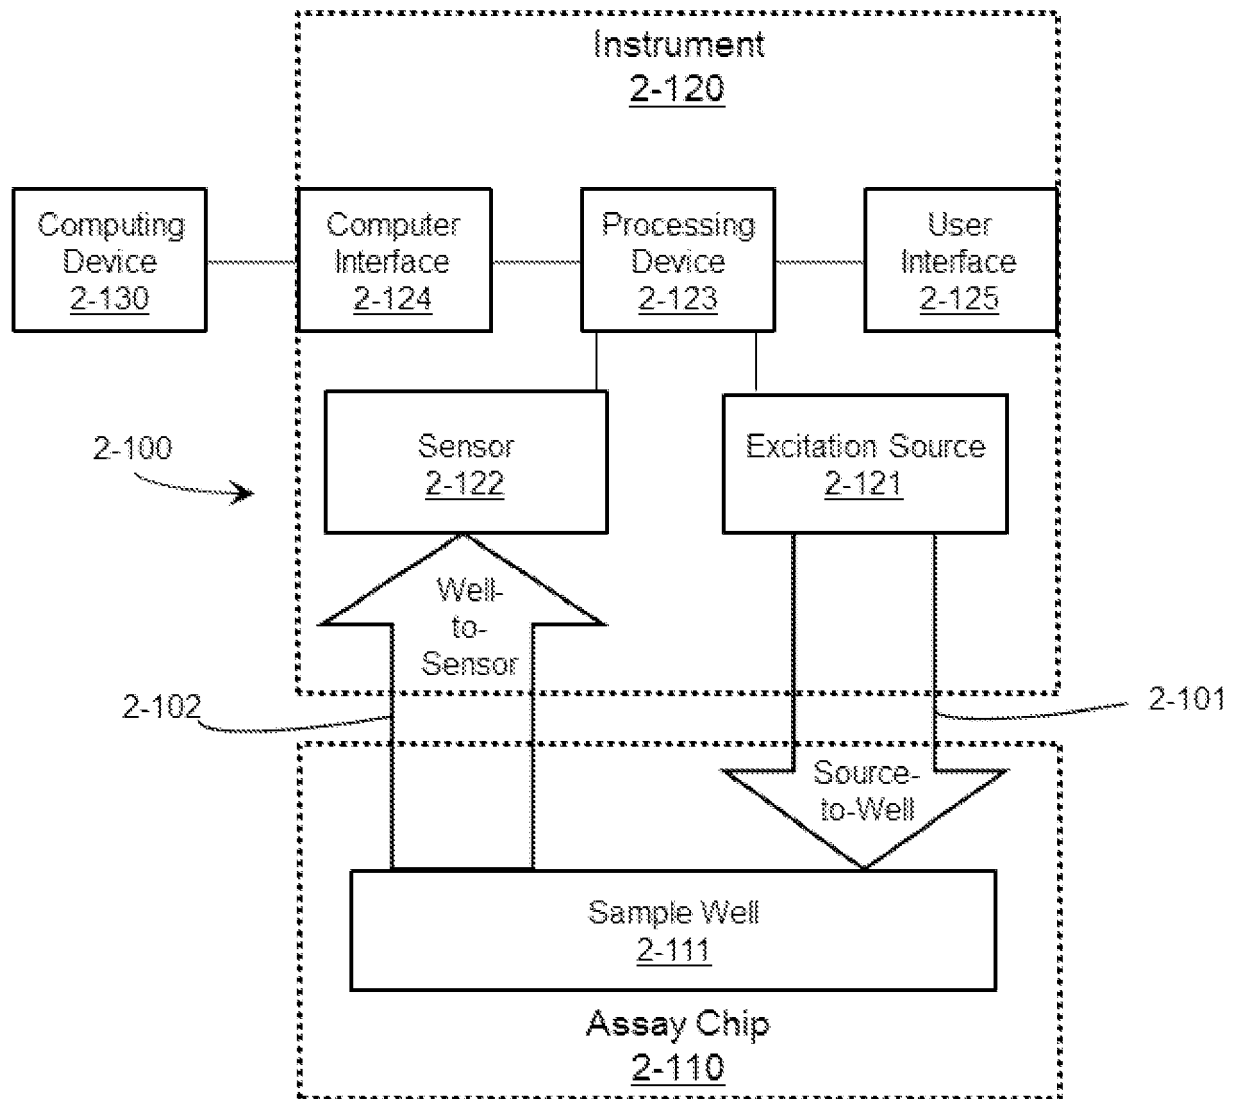 Instrument
2-120
Computing
Device
2-130
Computer
Interface
2-124
Processing
Device
2-123
User
Interface
2-125
2-100
Sensor
2-122
Excitation Source
2-121
Well-
to-
Sensor
2-102
2-101
Source-
to-Well
Sample Well
2-111
Assay Chip
2-110